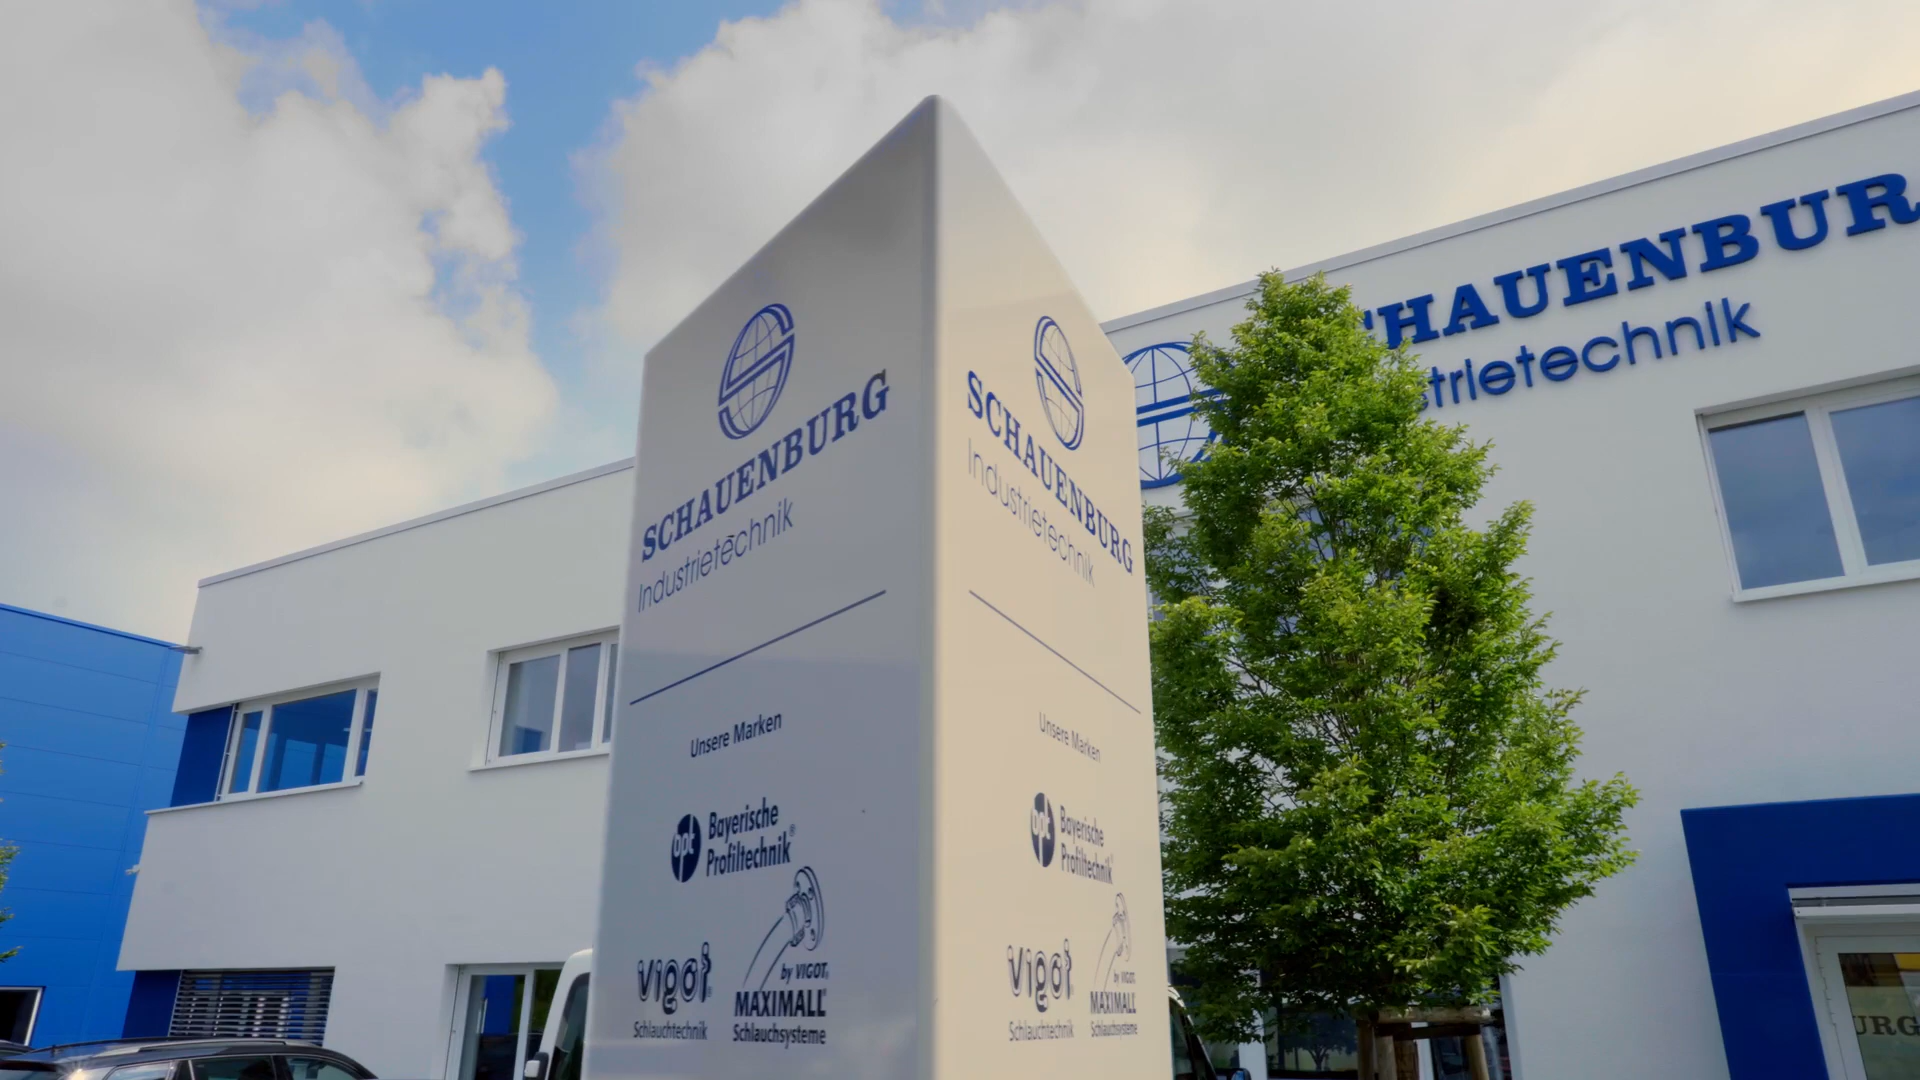 SCHAUENBURG
Industrietechnik
Unsere Marken
bpt
Bayerische
Profiltechnik®
Vigot®
Schlauchtechnik
by VIGOT®
MAXIMALL®
Schlauchsysteme
SCHAUENBURG
Industrietechnik
Unsere Marken
bpt
Bayerische
Profiltechnik®
Vigot®
Schlauchtechnik
by VIGOT®
MAXIMALL
Schlauchsysteme
CHAUENBUR
strietechnik
URG